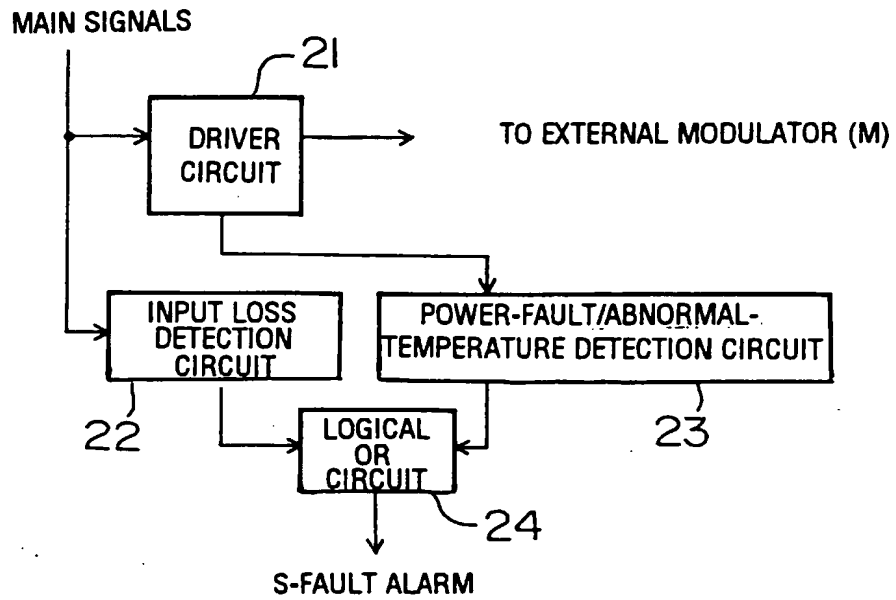 MAIN SIGNALS
21
DRIVER
CIRCUIT
TO EXTERNAL MODULATOR (M)
INPUT LOSS
DETECTION
CIRCUIT
POWER-FAULT/ABNORMAL-
TEMPERATURE DETECTION CIRCUIT
22
23
LOGICAL
OR
CIRCUIT
24
S-FAULT ALARM